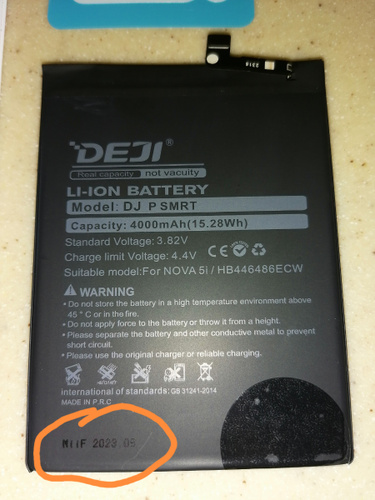 DEJI®
Real capacity not vacuity
LI-ION BATTERY
Model: DJ P SMRT
Capacity: 4000mAh(15.28Wh)
Standard Voltage: 3.82V
Charge limit Voltage: 4.4V
Suitable model:For NOVA 5i / HB446486ECW
WARNING
• Do not store the battery in a high temperature environment above
45 ° C or in the fire.
• Do not apply force to the battery or throw it from a height.
• Please separate the battery and other conductive metal to prevent
short circuit.
• Please use the original charger or reliable charging.
International of standards: GB 31241-2014
MADE IN P.R.C
2023.09